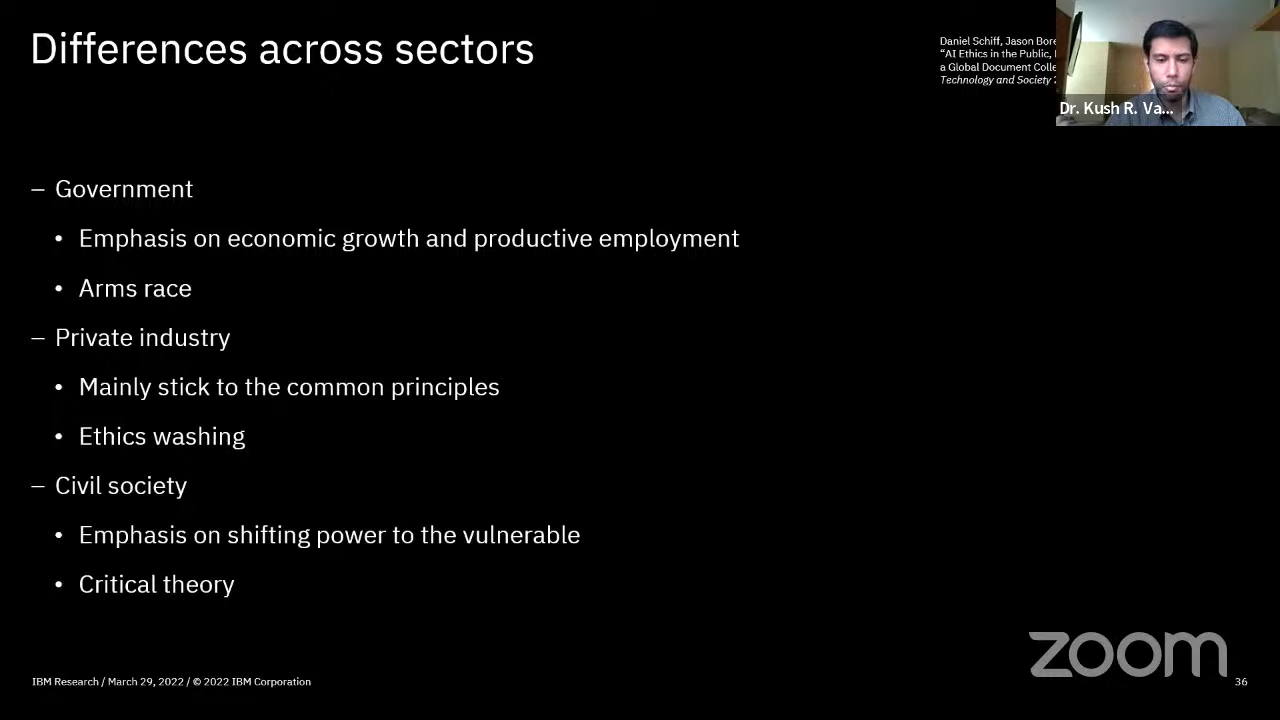 Differences across sectors
Daniel Schiff, Jason Bore
“AI Ethics in the Public,
a Global Document Colle
Technology and Society
Dr. Kush R. Va...
– Government
• Emphasis on economic growth and productive employment
• Arms race
– Private industry
• Mainly stick to the common principles
• Ethics washing
– Civil society
• Emphasis on shifting power to the vulnerable
• Critical theory
zoom
IBM Research / March 29, 2022 / © 2022 IBM Corporation
36